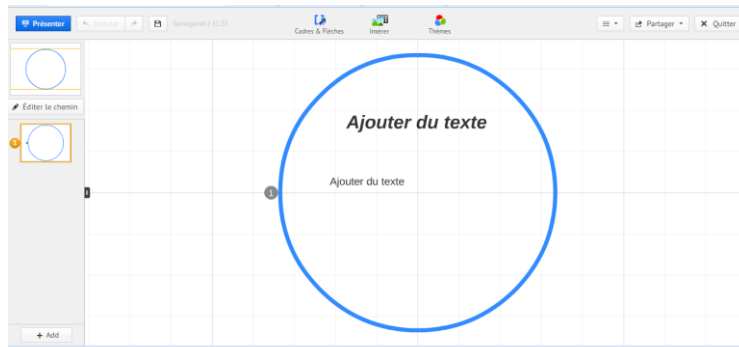 Présenter
Annuler
Sauvegardé à 11:35
Cadres & Flèches
Insérer
Thèmes
Partager
Quitter
Éditer le chemin
1
1
Ajouter du texte
Ajouter du texte
+ Add